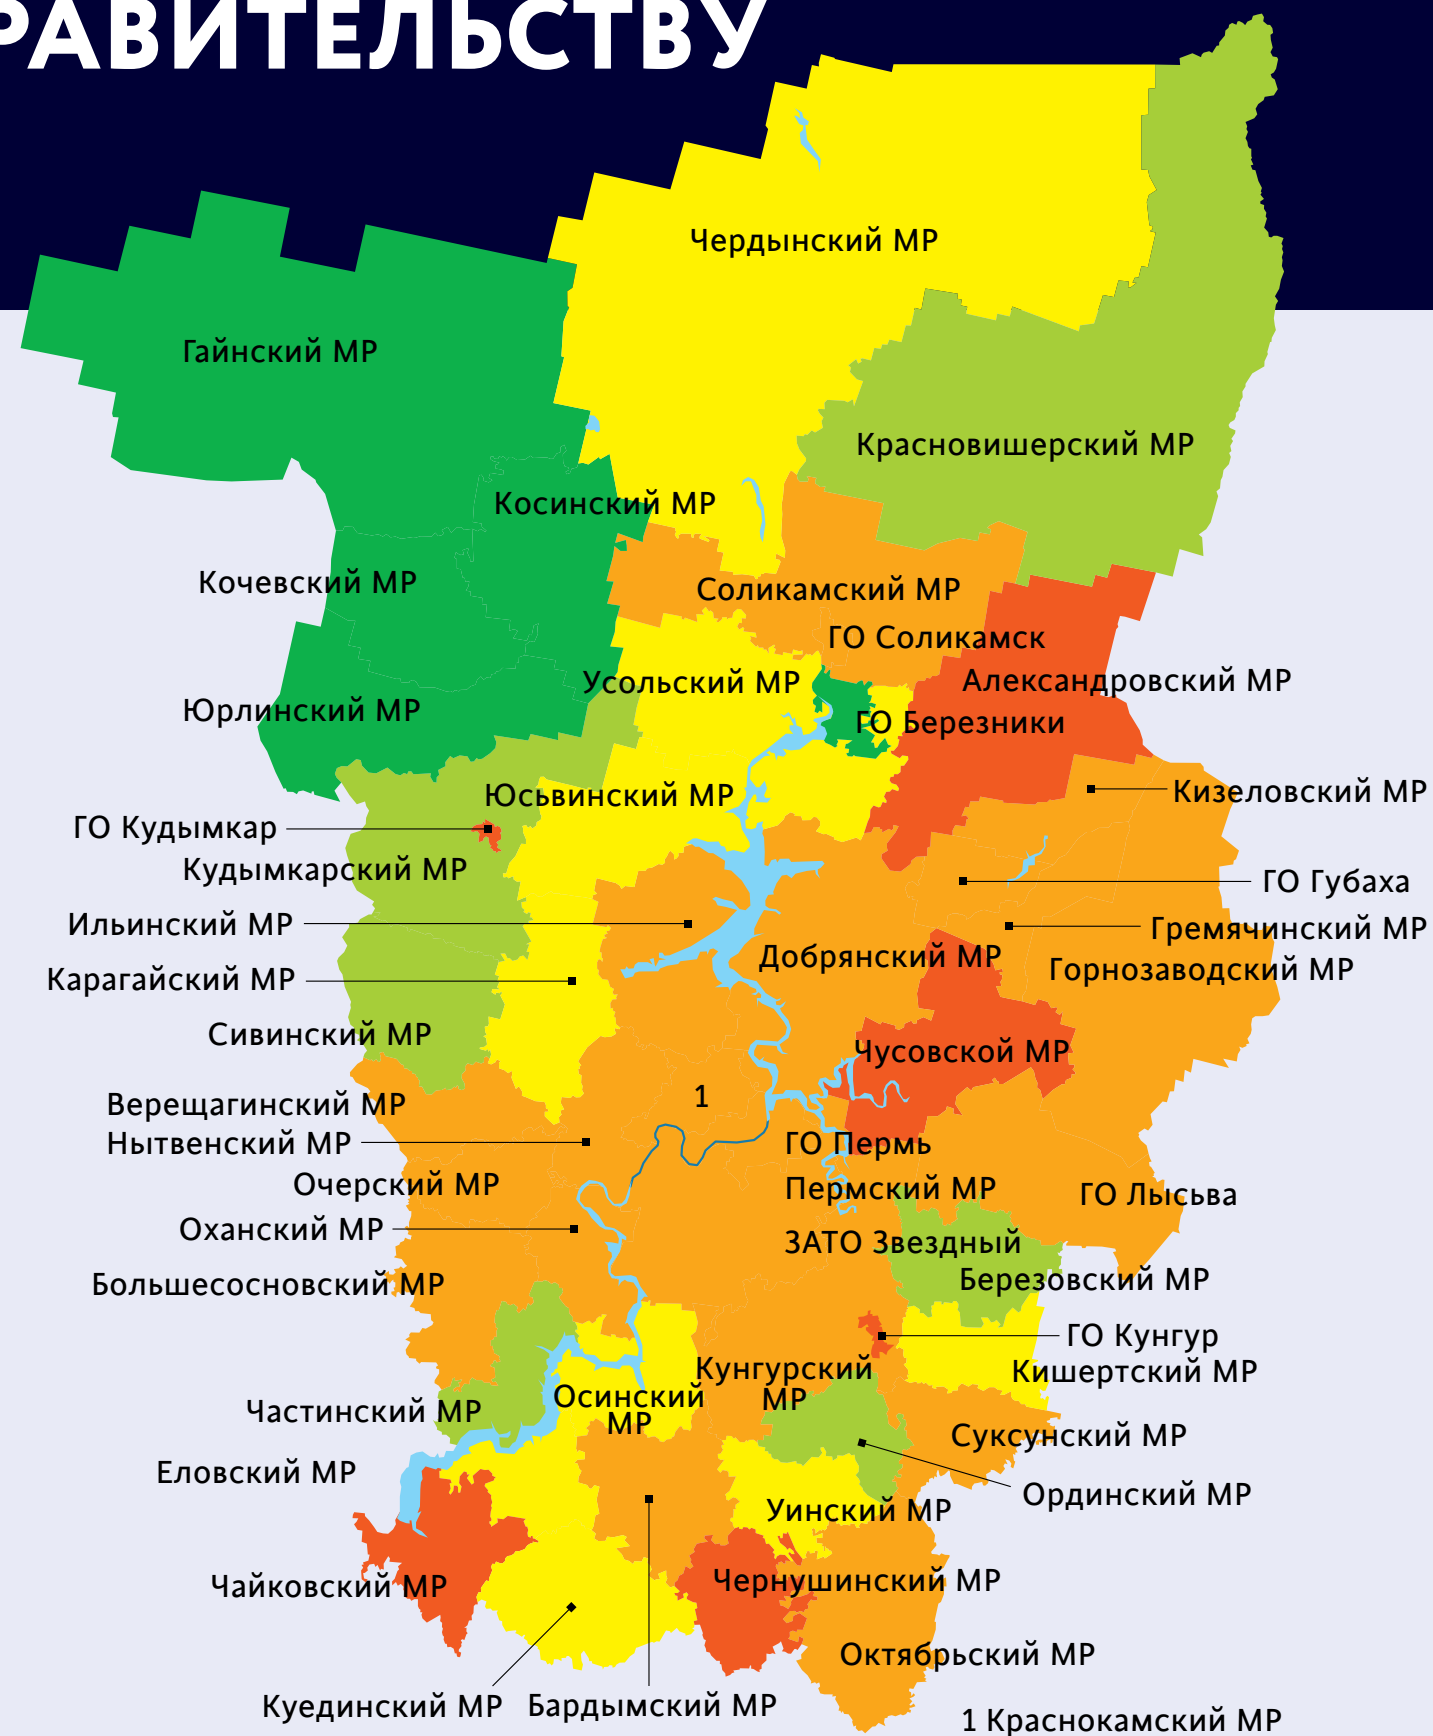 РАВИТЕЛЬСТВУ
Чердынский МР
Гайнский МР
Красновишерский МР
Косинский МР
Кочевский МР
Соликамский МР
ГО Соликамск
Усольский МР
Александровский МР
Юрлинский МР
ГО Березники
Юсьвинский МР
Кизеловский МР
ГО Кудымкар
Кудымкарский МР
ГО Губаха
Ильинский МР
Гремячинский МР
Добрянский МР
Горнозаводский МР
Карагайский МР
Сивинский МР
Чусовской МР
1
Верещагинский МР
Нытвенский МР
ГО Пермь
Очерский МР
Пермский МР
ГО Лысьва
Оханский МР
ЗАТО Звездный
Большесосновский МР
Березовский МР
ГО Кунгур
Кунгурский
МР
Кишертский МР
Осинский
МР
Частинский МР
Суксунский МР
Еловский МР
Ординский МР
Уинский МР
Чайковский МР
Чернушинский МР
Октябрьский МР
Куединский МР
Бардымский МР
1 Краснокамский МР